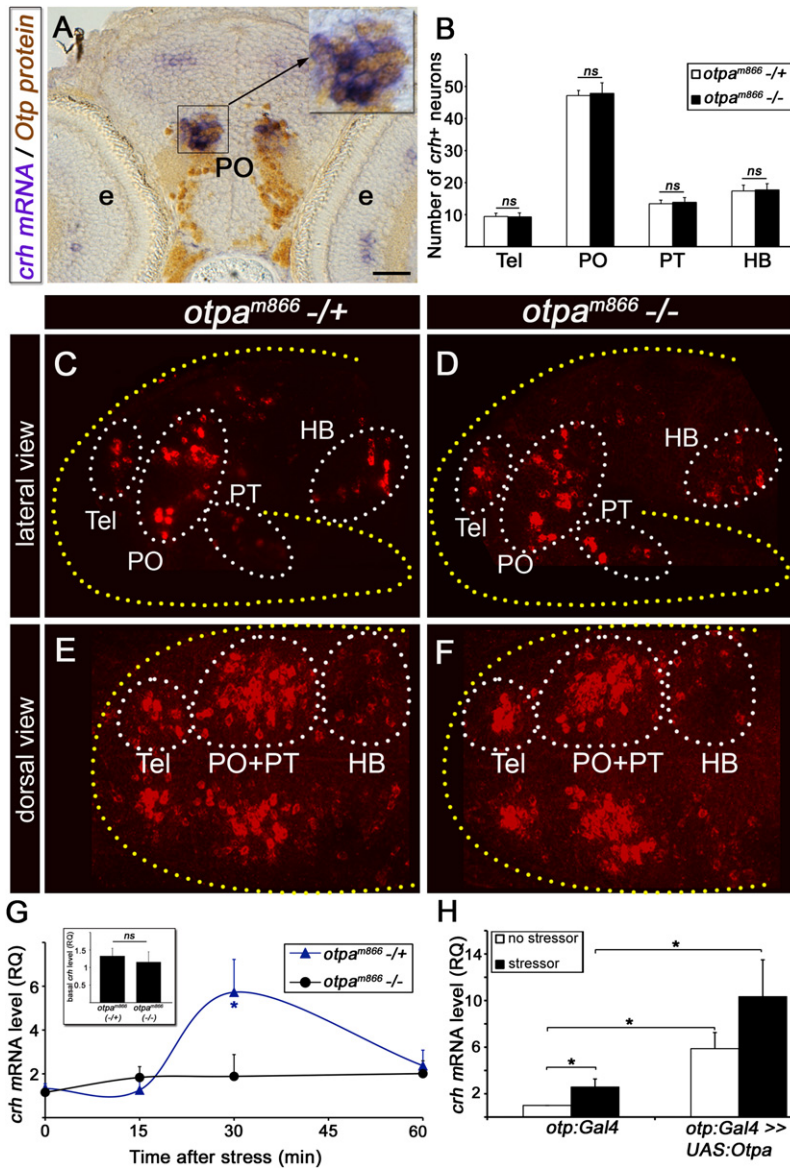 A
crh mRNA / Otp protein
PO
e
e
B
Number of crh+ neurons
50
40
30
20
10
ns
ns
ns
ns
otpa^m866 -/+
otpa^m866 -/-
Tel
PO
PT
HB
otpa^m866 -/+
otpa^m866 -/-
lateral view
C
Tel
PO
PT
HB
D
Tel
PO
PT
HB
dorsal view
E
Tel
PO+PT
HB
F
Tel
PO+PT
HB
G
crh mRNA level (RQ)
6
4
2
basal crh level (RQ)
1.5
1
0.5
ns
otpa^m866 (-/+)
otpa^m866 (-/-)
otpa^m866 -/+
otpa^m866 -/-
*
0
15
30
60
Time after stress (min)
H
crh mRNA level (RQ)
14
10
6
2
no stressor
stressor
*
*
*
otp:Gal4
otp:Gal4 >>
UAS:Otpa